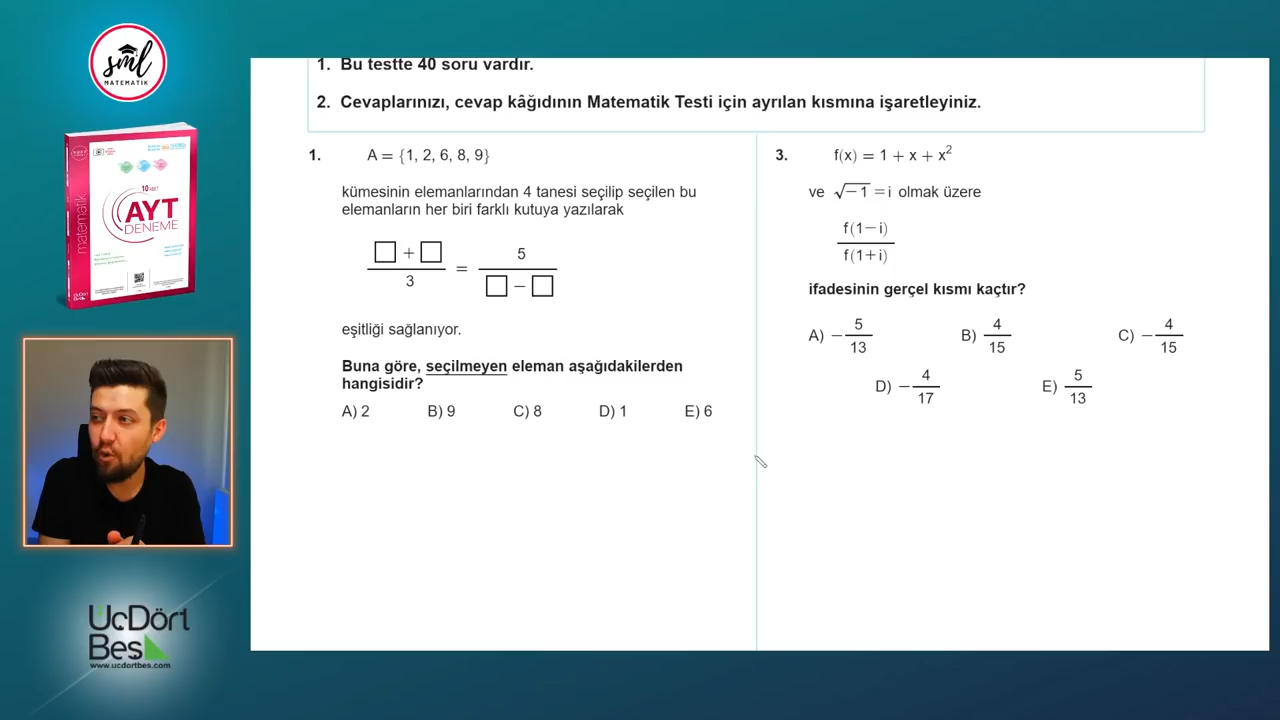 sml
MATEMATİK
10 ADET
AYT
DENEME
matematik
ÜçDört
Beş
www.ucdortbes.com
1. Bu testte 40 soru vardır.
2. Cevaplarınızı, cevap kâğıdının Matematik Testi için ayrılan kısmına işaretleyiniz.
1. A = {1, 2, 6, 8, 9}
kümesinin elemanlarından 4 tanesi seçilip seçilen bu
elemanların her biri farklı kutuya yazılarak
□ + □ / 3 = 5 / □ − □
eşitliği sağlanıyor.
Buna göre, seçilmeyen eleman aşağıdakilerden
hangisidir?
A) 2 B) 9 C) 8 D) 1 E) 6
3. f(x) = 1 + x + x²
ve √−1 = i olmak üzere
f(1−i)
f(1+i)
ifadesinin gerçel kısmı kaçtır?
A) −5/13 B) 4/15 C) −4/15
D) −4/17 E) 5/13